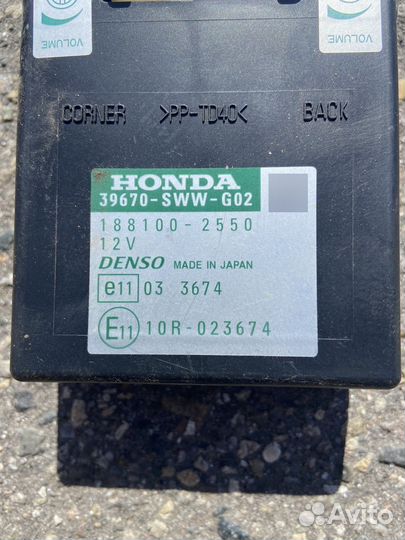 VOLUME VOLUME
CORNER >PP-TD40< BACK
HONDA
39670-SWW-G02
188100-2550
12V
DENSO MADE IN JAPAN
e11 03 3674
E11 10R-023674
Avito